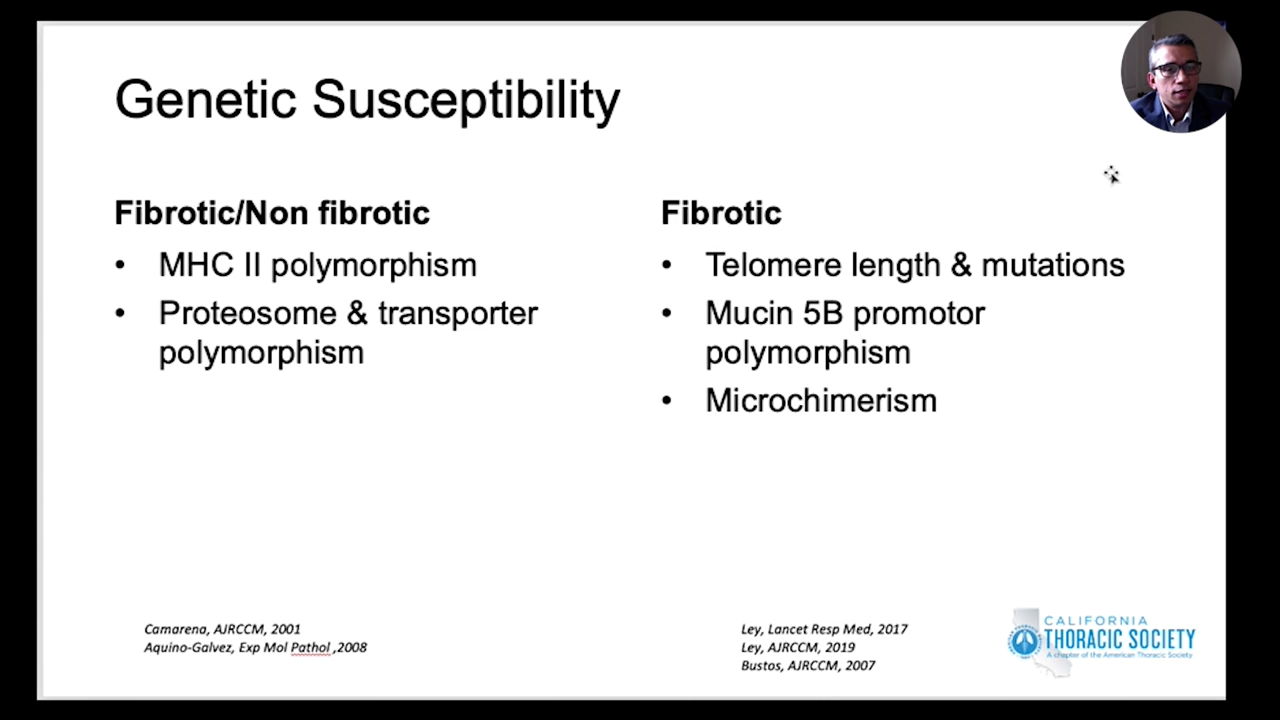 Genetic Susceptibility
Fibrotic/Non fibrotic
• MHC II polymorphism
• Proteosome & transporter
polymorphism
Fibrotic
• Telomere length & mutations
• Mucin 5B promotor
polymorphism
• Microchimerism
Camarena, AJRCCM, 2001
Aquino-Galvez, Exp Mol Pathol ,2008
Ley, Lancet Resp Med, 2017
Ley, AJRCCM, 2019
Bustos, AJRCCM, 2007
CALIFORNIA
THORACIC SOCIETY
A chapter of the American Thoracic Society